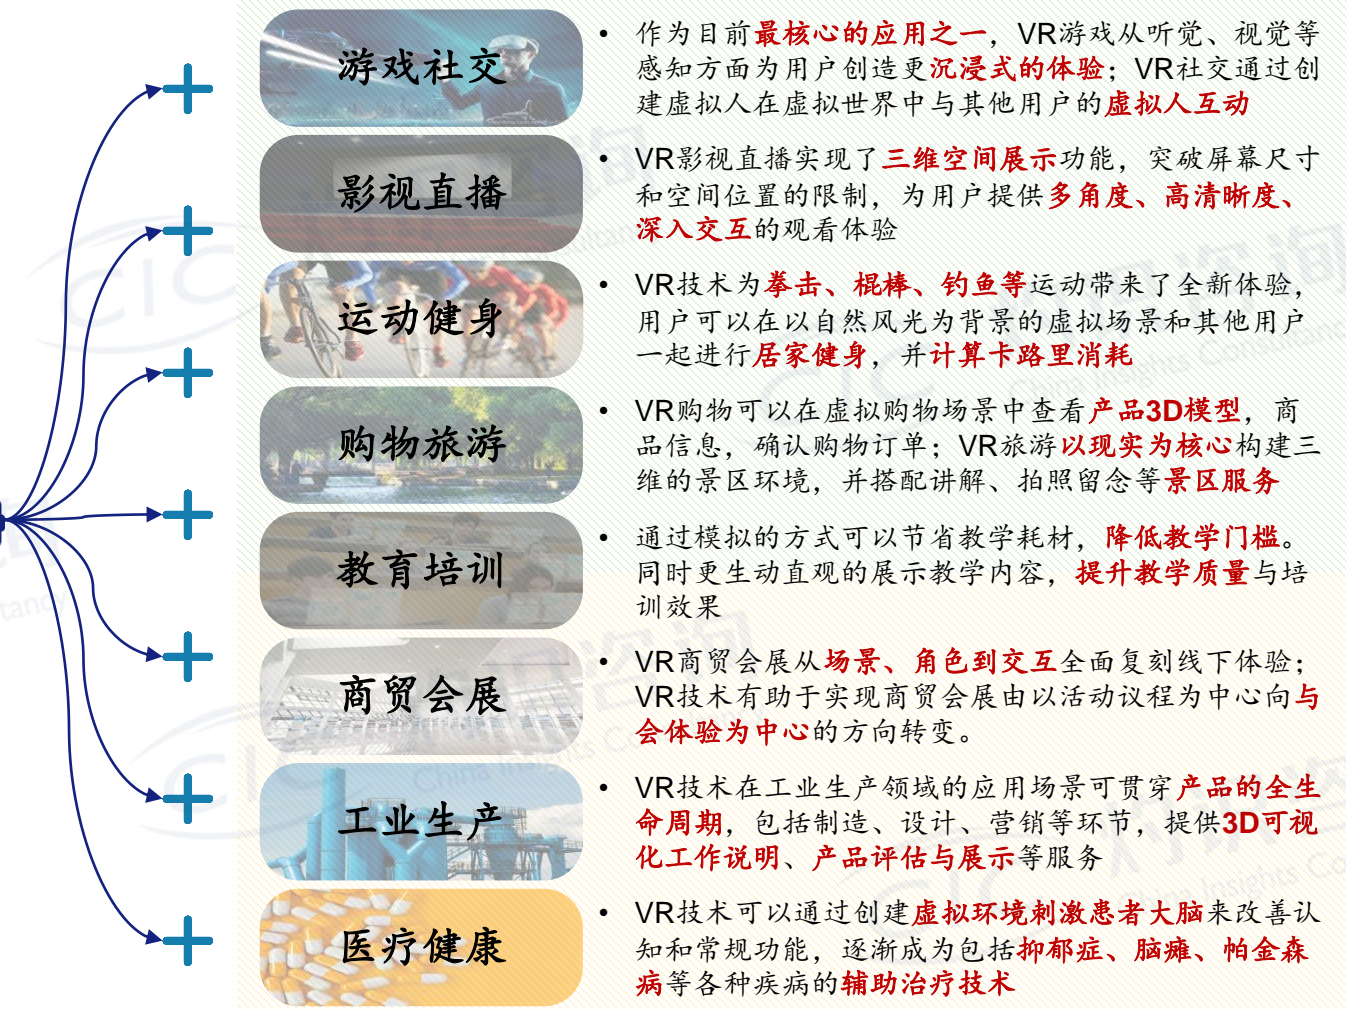 游戏社交
• 作为目前最核心的应用之一，VR游戏从听觉、视觉等
感知方面为用户创造更沉浸式的体验；VR社交通过创
建虚拟人在虚拟世界中与其他用户的虚拟人互动
影视直播
• VR影视直播实现了三维空间展示功能，突破屏幕尺寸
和空间位置的限制，为用户提供多角度、高清晰度、
深入交互的观看体验
运动健身
• VR技术为拳击、棍棒、钓鱼等运动带来了全新体验，
用户可以在以自然风光为背景的虚拟场景和其他用户
一起进行居家健身，并计算卡路里消耗
购物旅游
• VR购物可以在虚拟购物场景中查看产品3D模型，商
品信息，确认购物订单；VR旅游以现实为核心构建三
维的景区环境，并搭配讲解、拍照留念等景区服务
教育培训
• 通过模拟的方式可以节省教学耗材，降低教学门槛。
同时更生动直观的展示教学内容，提升教学质量与培
训效果
商贸会展
• VR商贸会展从场景、角色到交互全面复刻线下体验；
VR技术有助于实现商贸会展由以活动议程为中心向与
会体验为中心的方向转变。
工业生产
• VR技术在工业生产领域的应用场景可贯穿产品的全生
命周期，包括制造、设计、营销等环节，提供3D可视
化工作说明、产品评估与展示等服务
医疗健康
• VR技术可以通过创建虚拟环境刺激患者大脑来改善认
知和常规功能，逐渐成为包括抑郁症、脑瘫、帕金森
病等各种疾病的辅助治疗技术